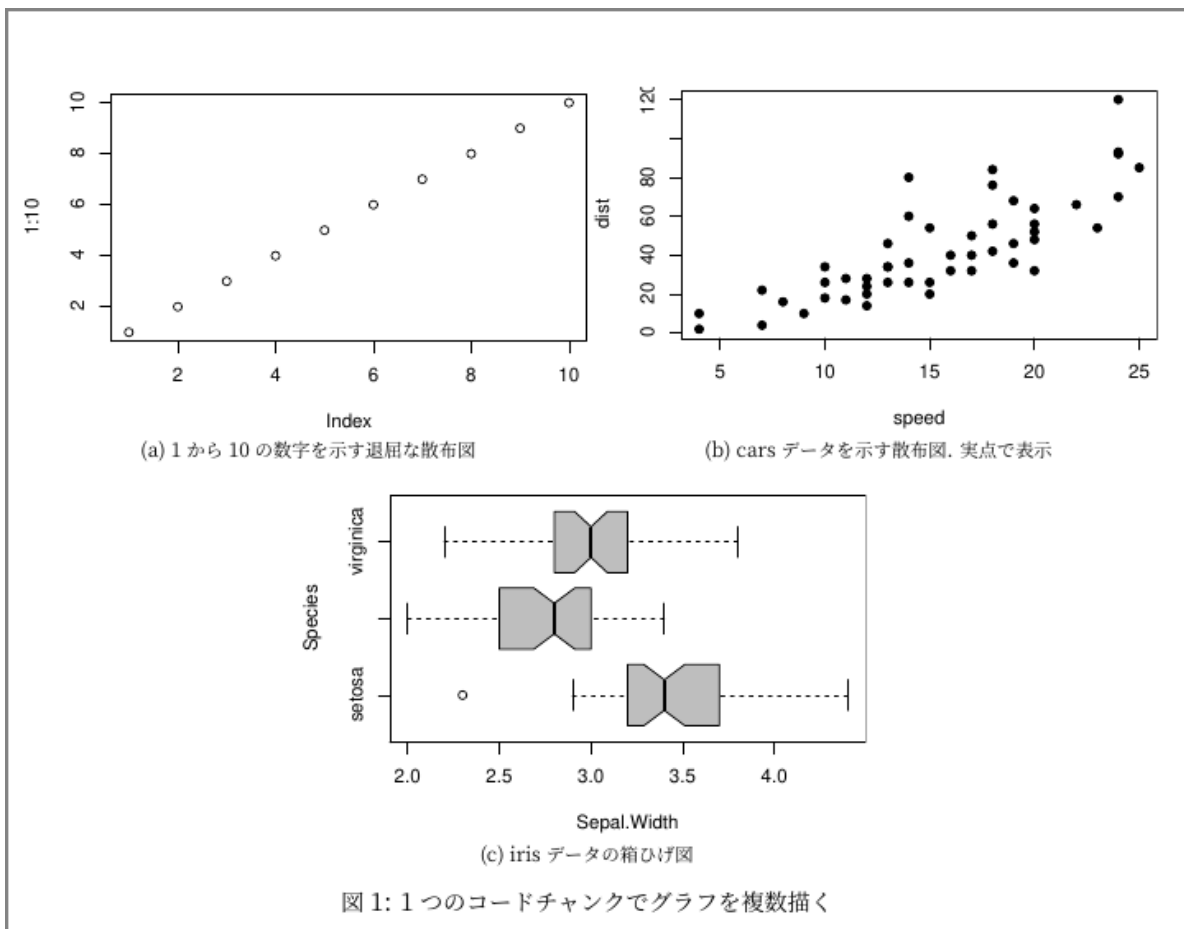 1:10
10
8
6
4
2
2 4 6 8 10
Index
(a) 1 から 10 の数字を示す退屈な散布図
dist
120
80
60
40
20
0
5 10 15 20 25
speed
(b) cars データを示す散布図. 実点で表示
Species
virginica
setosa
2.0 2.5 3.0 3.5 4.0
Sepal.Width
(c) iris データの箱ひげ図
図 1: 1 つのコードチャンクでグラフを複数描く